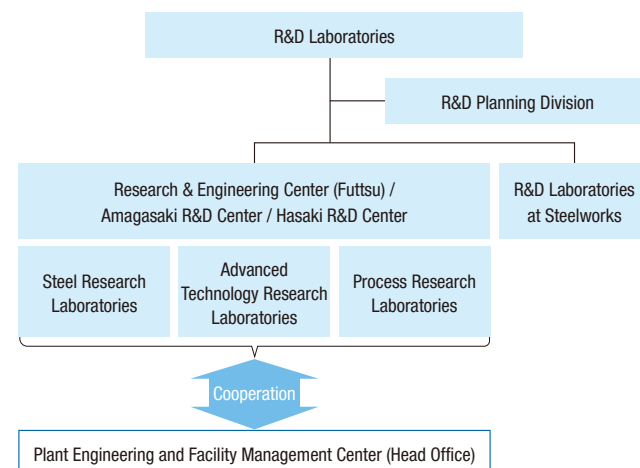 R&D Laboratories
R&D Planning Division
Research & Engineering Center (Futtsu) /
Amagasaki R&D Center / Hasaki R&D Center
R&D Laboratories
at Steelworks
Steel Research
Laboratories
Advanced
Technology Research
Laboratories
Process Research
Laboratories
Cooperation
Plant Engineering and Facility Management Center (Head Office)